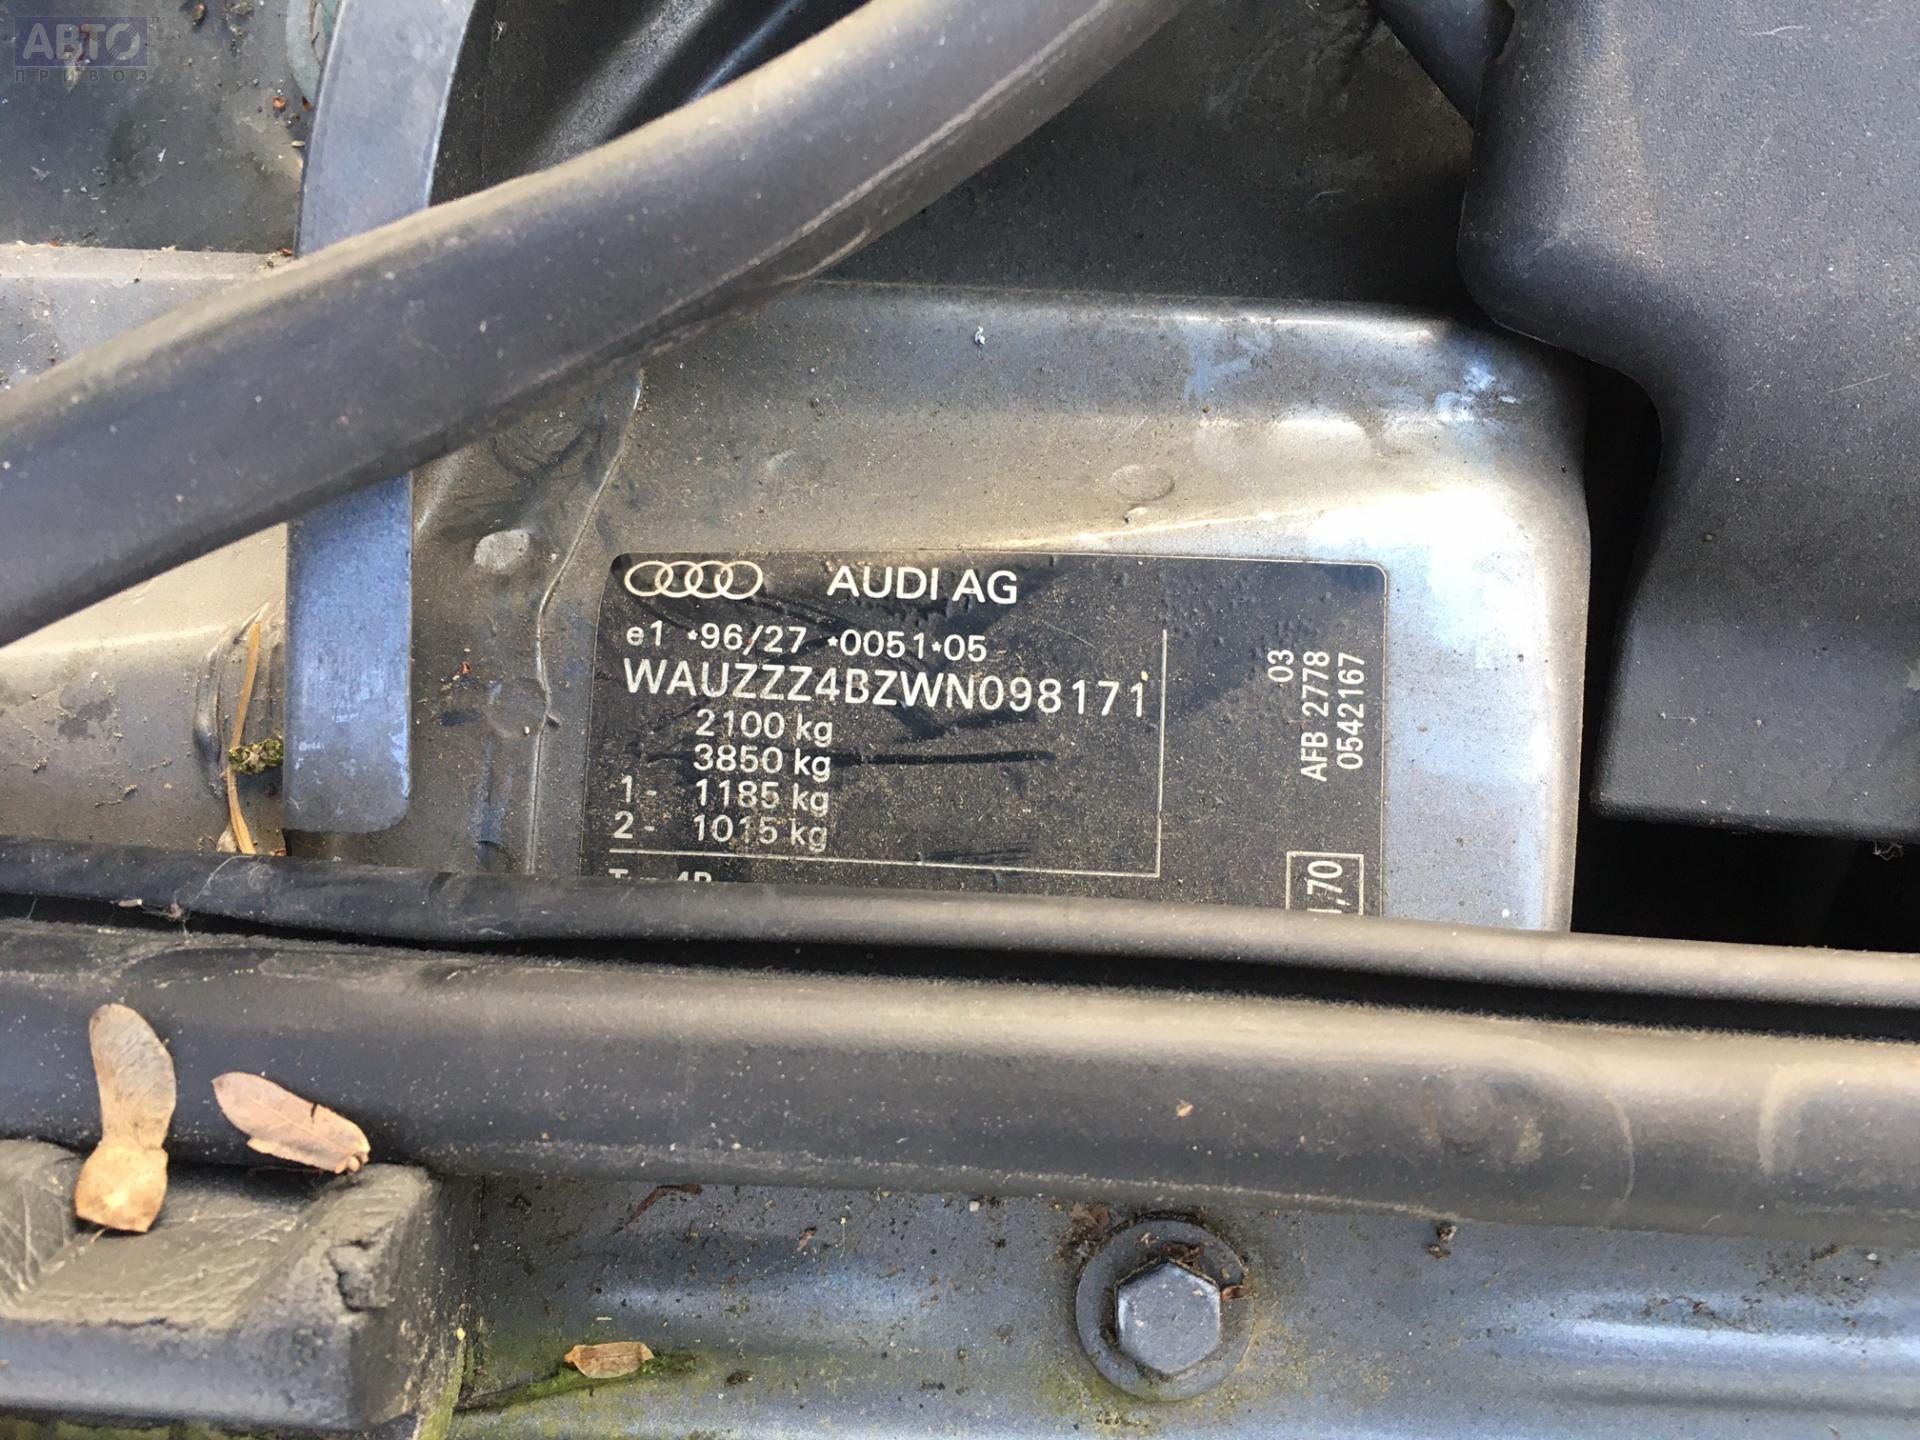 АВТО
ПРИВОЗ
AUDI AG
e1 *96/27 *0051*05
WAUZZZ4BZWN098171
2100 kg
3850 kg
1- 1185 kg
2- 1015 kg
03
AFB 2778
0542167
,70